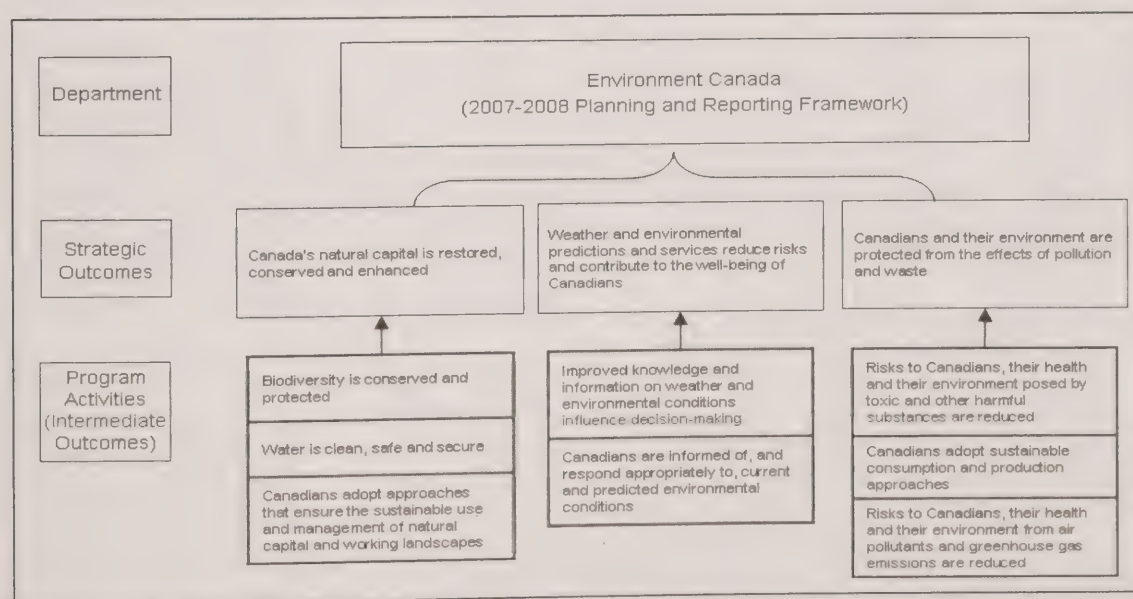 Department
Environment Canada
(2007-2008 Planning and Reporting Framework)
Strategic
Outcomes
Canada's natural capital is restored,
conserved and enhanced
Weather and environmental
predictions and services reduce risks
and contribute to the well-being of
Canadians
Canadians and their environment are
protected from the effects of pollution
and waste
Program
Activities
(Intermediate
Outcomes)
Biodiversity is conserved and
protected
Water is clean, safe and secure
Canadians adopt approaches
that ensure the sustainable use
and management of natural
capital and working landscapes
Improved knowledge and
information on weather and
environmental conditions
influence decision-making
Canadians are informed of, and
respond appropriately to, current
and predicted environmental
conditions
Risks to Canadians, their health
and their environment posed by
toxic and other harmful
substances are reduced
Canadians adopt sustainable
consumption and production
approaches
Risks to Canadians, their health
and their environment from air
pollutants and greenhouse gas
emissions are reduced